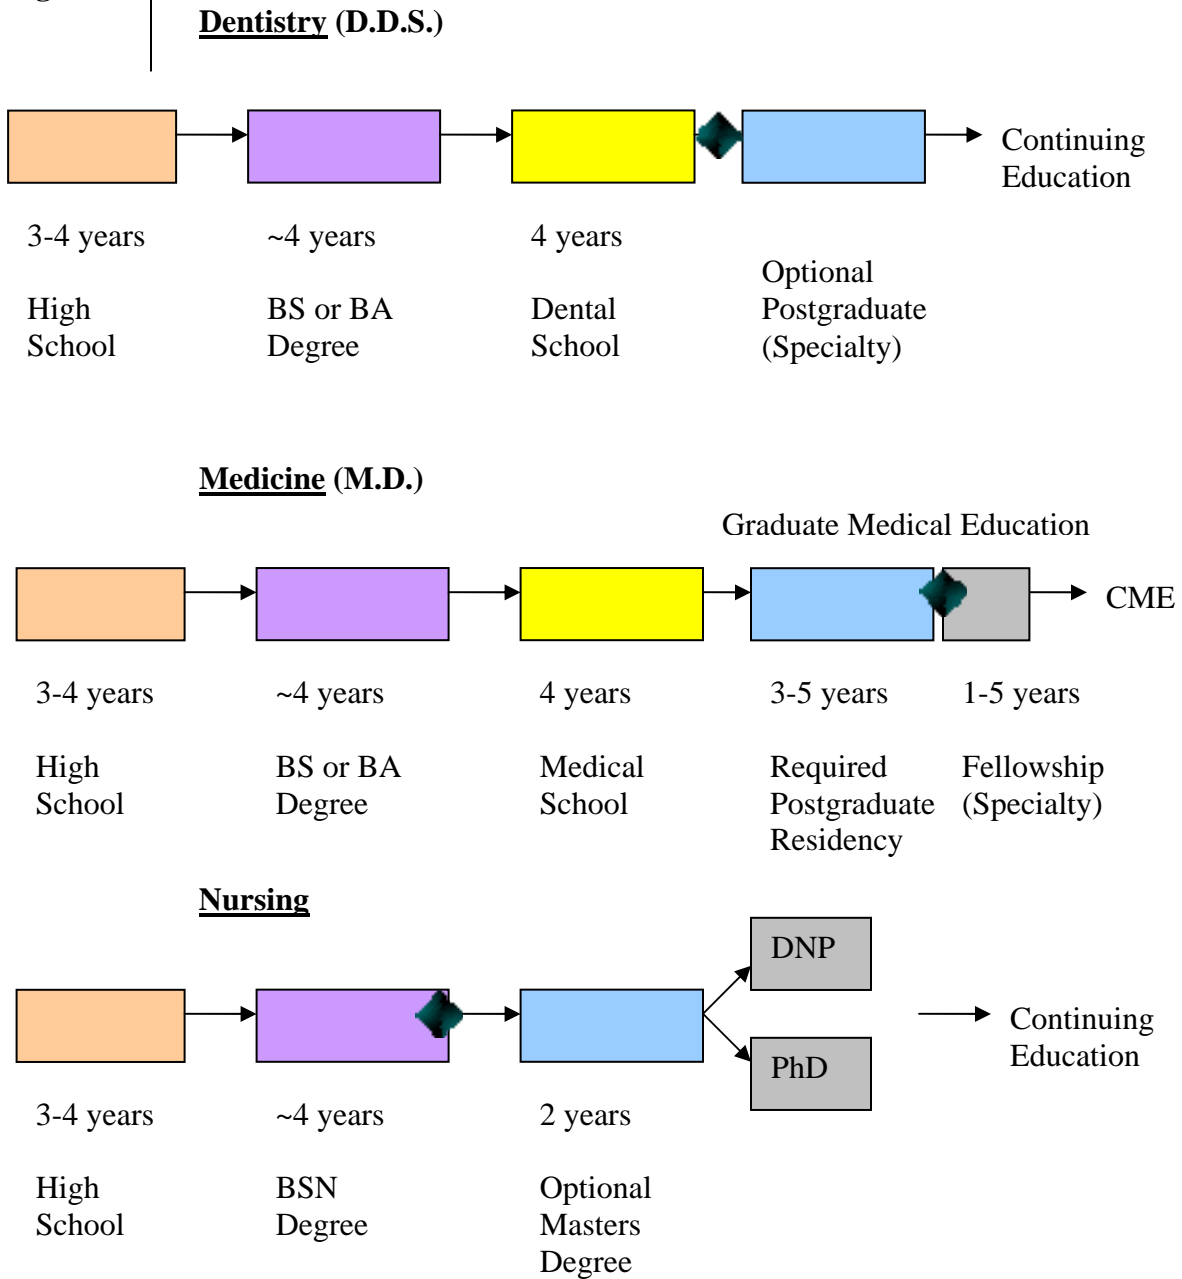 Dentistry (D.D.S.)
Continuing
Education
3-4 years
~4 years
4 years
High
School
BS or BA
Degree
Dental
School
Optional
Postgraduate
(Specialty)
Medicine (M.D.)
Graduate Medical Education
CME
3-4 years
~4 years
4 years
3-5 years
1-5 years
High
School
BS or BA
Degree
Medical
School
Required
Postgraduate
Residency
Fellowship
(Specialty)
Nursing
DNP
PhD
Continuing
Education
3-4 years
~4 years
2 years
High
School
BSN
Degree
Optional
Masters
Degree